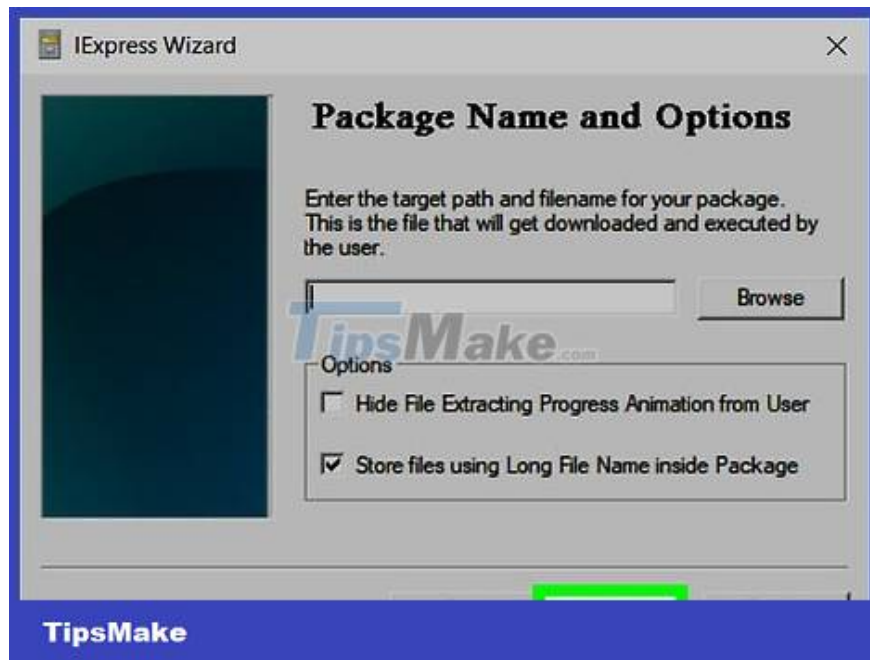 IExpress Wizard
Package Name and Options
Enter the target path and filename for your package.
This is the file that will get downloaded and executed by
the user.
Browse
TipsMake.com
Options
Hide File Extracting Progress Animation from User
Store files using Long File Name inside Package
TipsMake